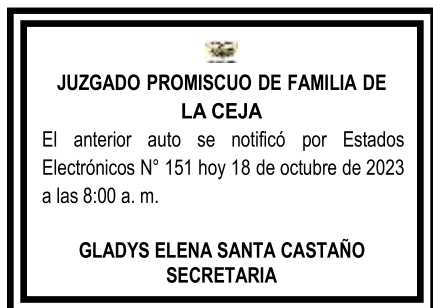 JUZGADO PROMISCUO DE FAMILIA DE
LA CEJA
El anterior auto se notificó por Estados
Electrónicos N° 151 hoy 18 de octubre de 2023
a las 8:00 a. m.
GLADYS ELENA SANTA CASTAÑO
SECRETARIA